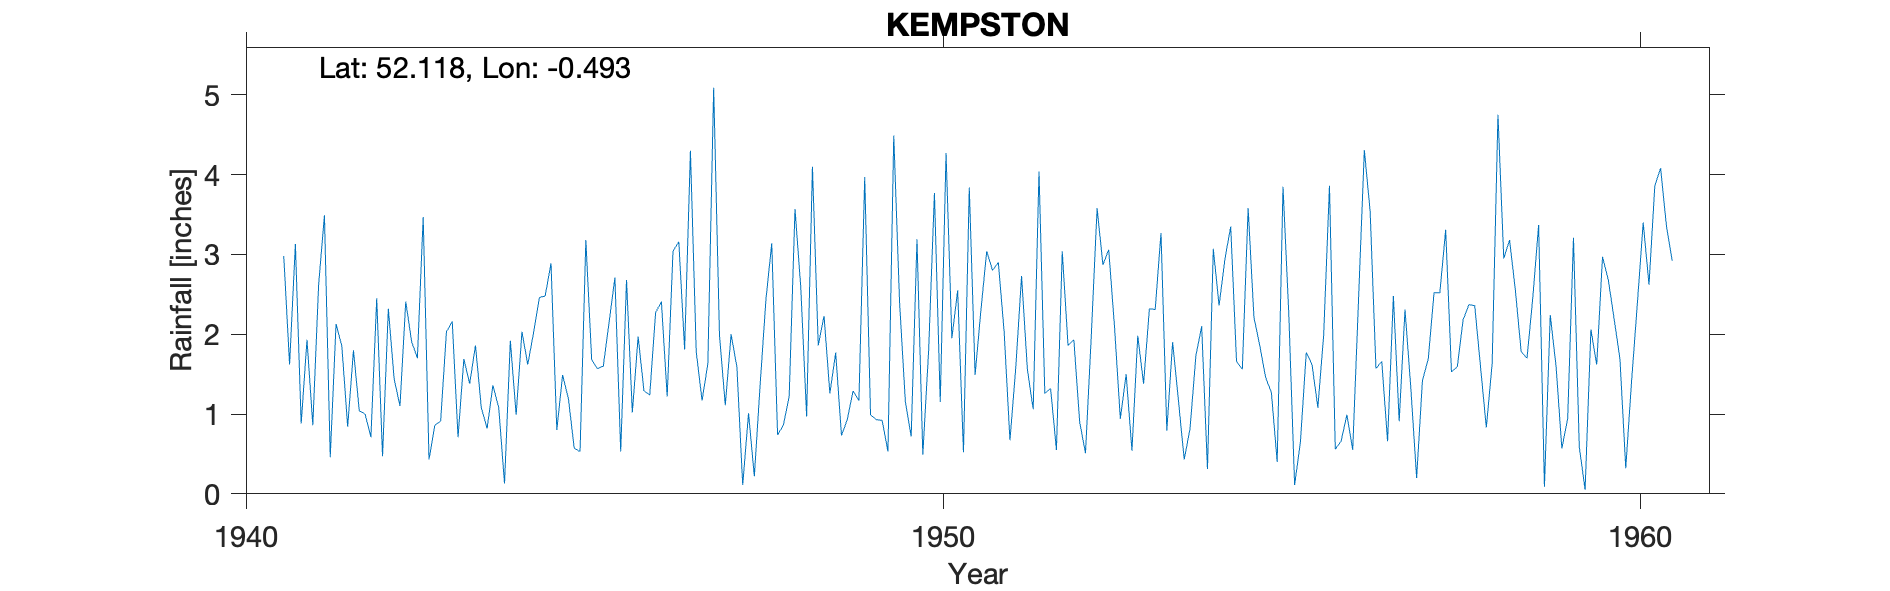 KEMPSTON
Lat: 52.118, Lon: -0.493
5
4
3
2
1
0
Rainfall [inches]
1940
1950
1960
Year